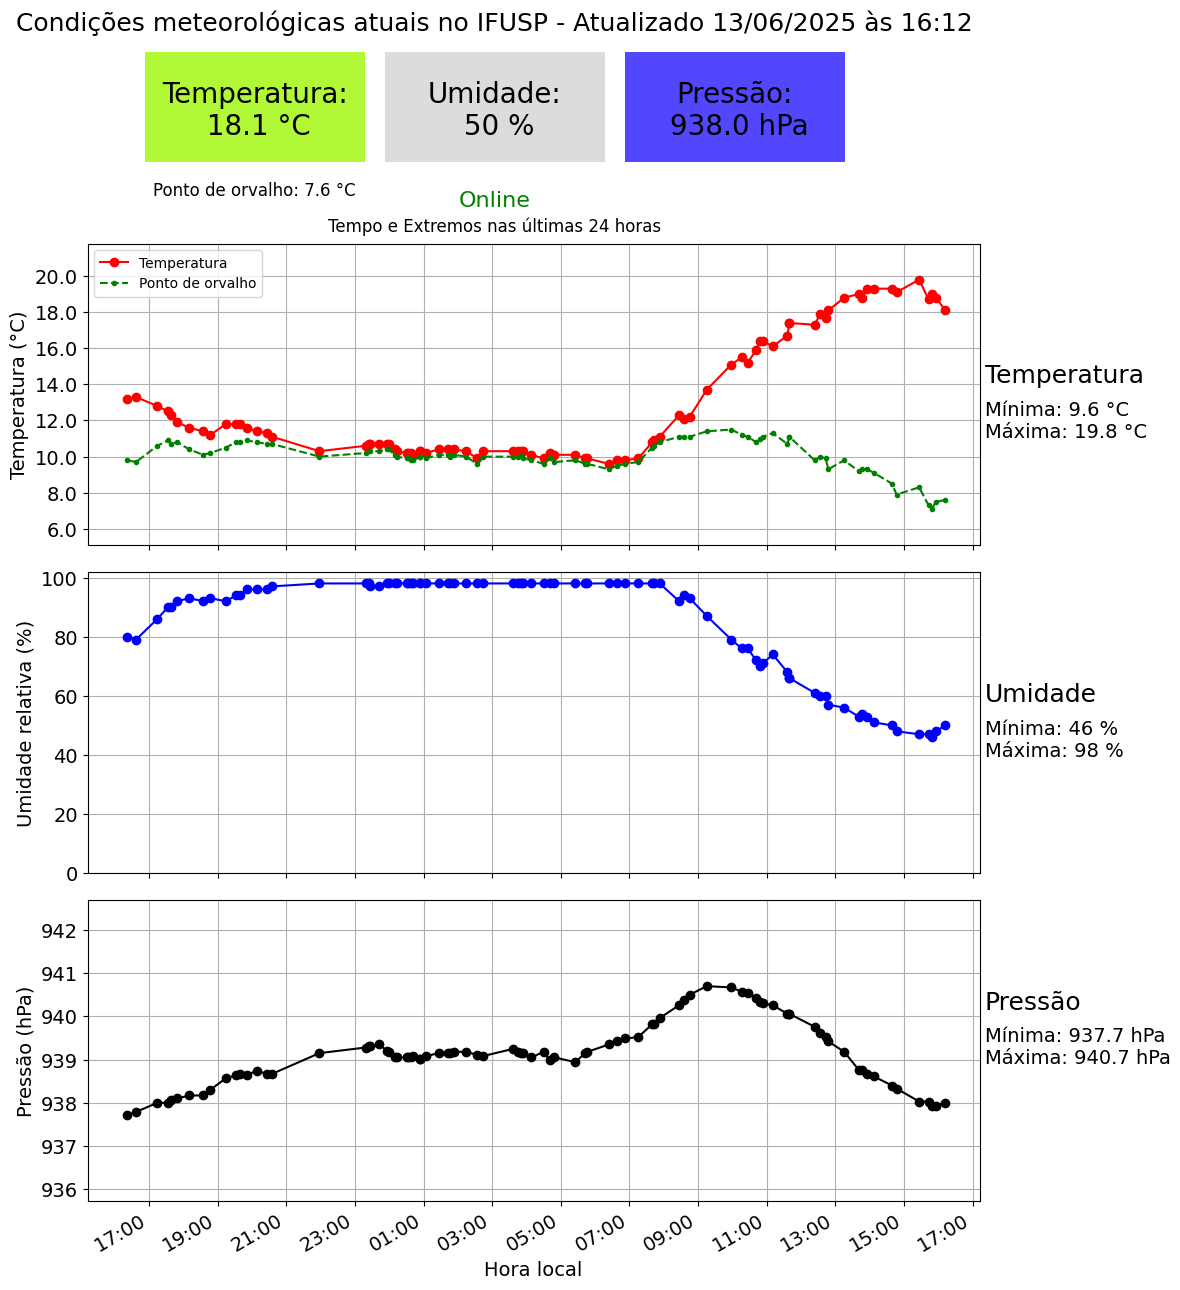 Condições meteorológicas atuais no IFUSP - Atualizado 13/06/2025 às 16:12
Temperatura:
18.1 °C
Umidade:
50 %
Pressão:
938.0 hPa
Ponto de orvalho: 7.6 °C
Online
Tempo e Extremos nas últimas 24 horas
Temperatura
Ponto de orvalho
Temperatura (°C)
20.0
18.0
16.0
14.0
12.0
10.0
8.0
6.0
Temperatura
Mínima: 9.6 °C
Máxima: 19.8 °C
Umidade relativa (%)
100
80
60
40
20
0
Umidade
Mínima: 46 %
Máxima: 98 %
Pressão (hPa)
942
941
940
939
938
937
936
Pressão
Mínima: 937.7 hPa
Máxima: 940.7 hPa
17:00
19:00
21:00
23:00
01:00
03:00
05:00
07:00
09:00
11:00
13:00
15:00
17:00
Hora local